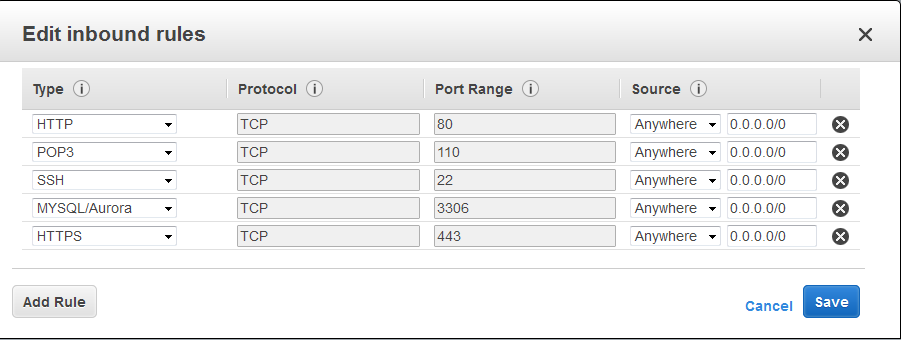 Edit inbound rules
Type Protocol Port Range Source
HTTP TCP 80 Anywhere 0.0.0.0/0
POP3 TCP 110 Anywhere 0.0.0.0/0
SSH TCP 22 Anywhere 0.0.0.0/0
MYSQL/Aurora TCP 3306 Anywhere 0.0.0.0/0
HTTPS TCP 443 Anywhere 0.0.0.0/0
Add Rule Cancel Save